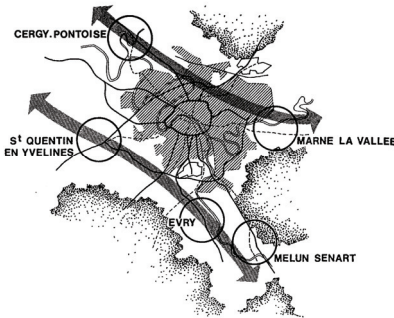 CERGY.PONTOISE
MARNE LA VALLEE
St QUENTIN
EN YVELINES
EVRY
MELUN SENART